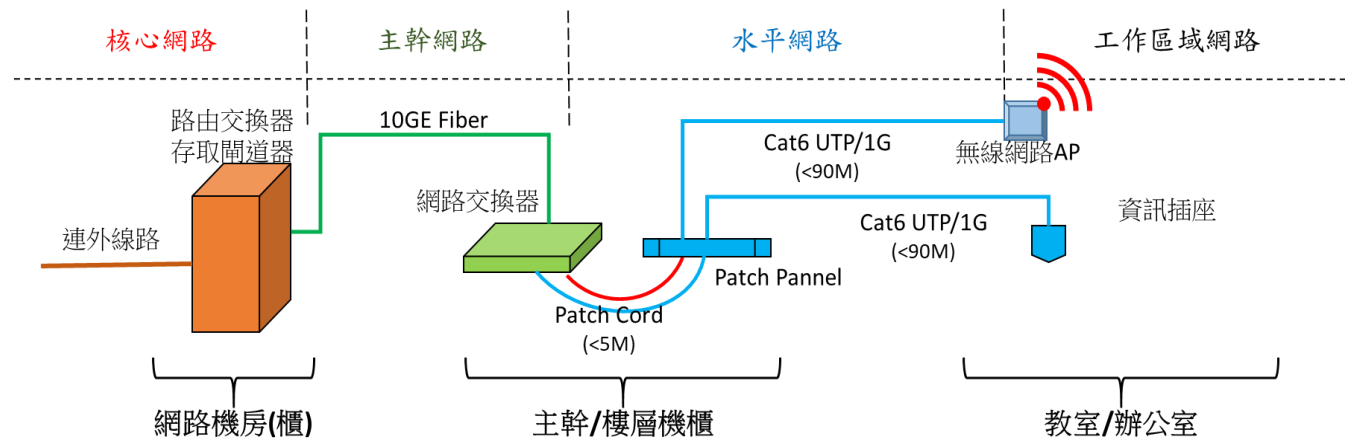 核心網路
主幹網路
水平網路
工作區域網路
路由交換器
存取閘道器
10GE Fiber
Cat6 UTP/1G
(<90M)
無線網路AP
網路交換器
連外線路
Cat6 UTP/1G
(<90M)
資訊插座
Patch Pannel
Patch Cord
(<5M)
網路機房(櫃)
主幹/樓層機櫃
教室/辦公室